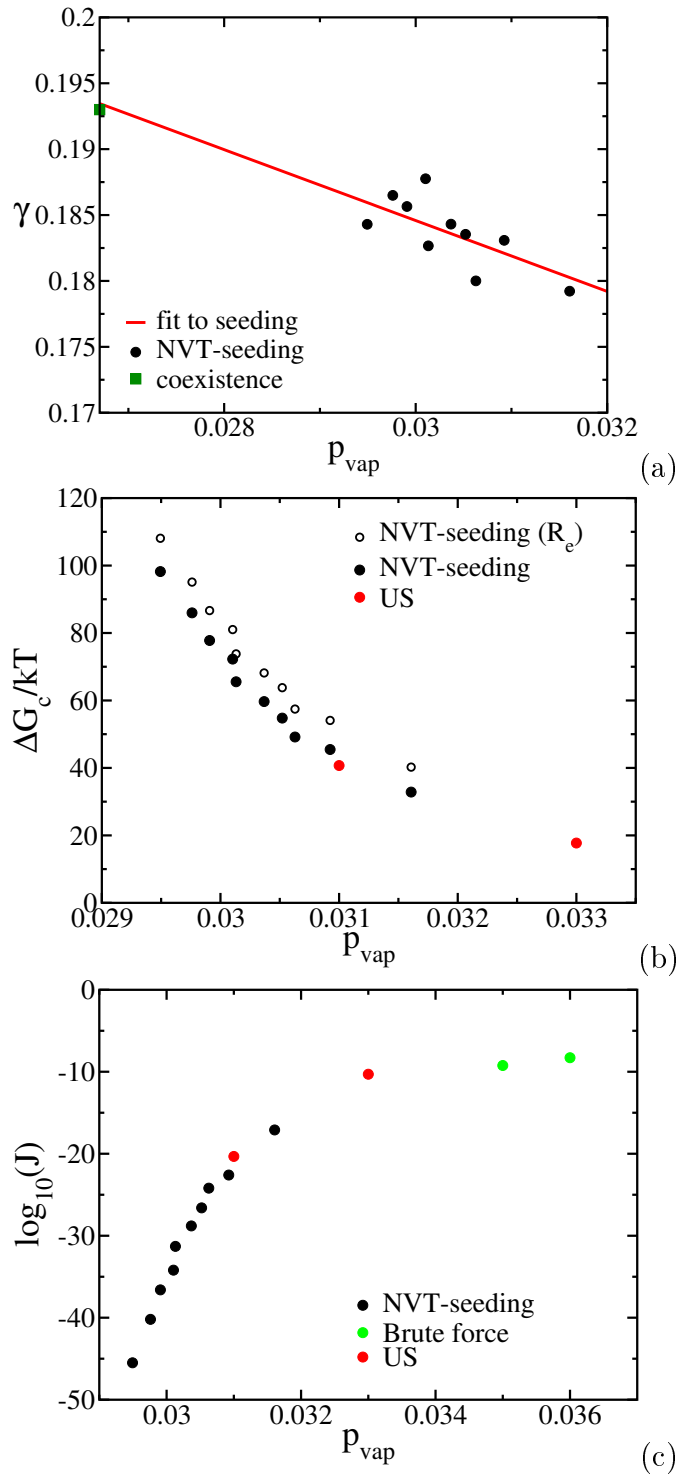 0.2
0.195
0.19
γ
0.185
0.18
0.175
0.17
fit to seeding
NVT-seeding
coexistence
0.028 0.03 0.032
p_vap
(a)
120
100
80
60
40
20
0
ΔG_c/kT
NVT-seeding (R_e)
NVT-seeding
US
0.029 0.03 0.031 0.032 0.033
p_vap
(b)
0
-10
-20
-30
-40
-50
log_10(J)
NVT-seeding
Brute force
US
0.03 0.032 0.034 0.036
p_vap
(c)